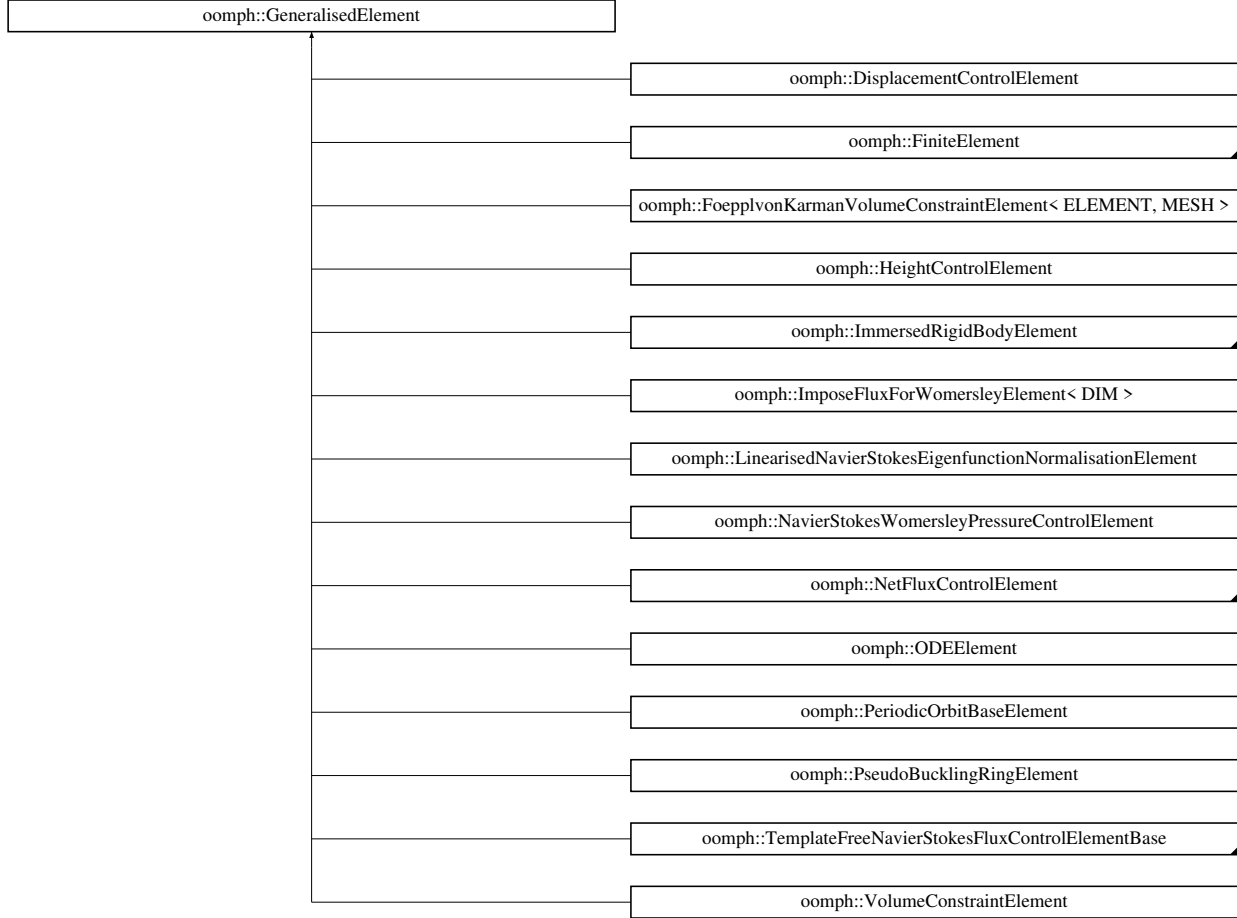 oomph::GeneralisedElement
oomph::DisplacementControlElement
oomph::FiniteElement
oomph::FoepplvonKarmanVolumeConstraintElement< ELEMENT, MESH >
oomph::HeightControlElement
oomph::ImmersedRigidBodyElement
oomph::ImposeFluxForWomersleyElement< DIM >
oomph::LinearisedNavierStokesEigenfunctionNormalisationElement
oomph::NavierStokesWomersleyPressureControlElement
oomph::NetFluxControlElement
oomph::ODEElement
oomph::PeriodicOrbitBaseElement
oomph::PseudoBucklingRingElement
oomph::TemplateFreeNavierStokesFluxControlElementBase
oomph::VolumeConstraintElement